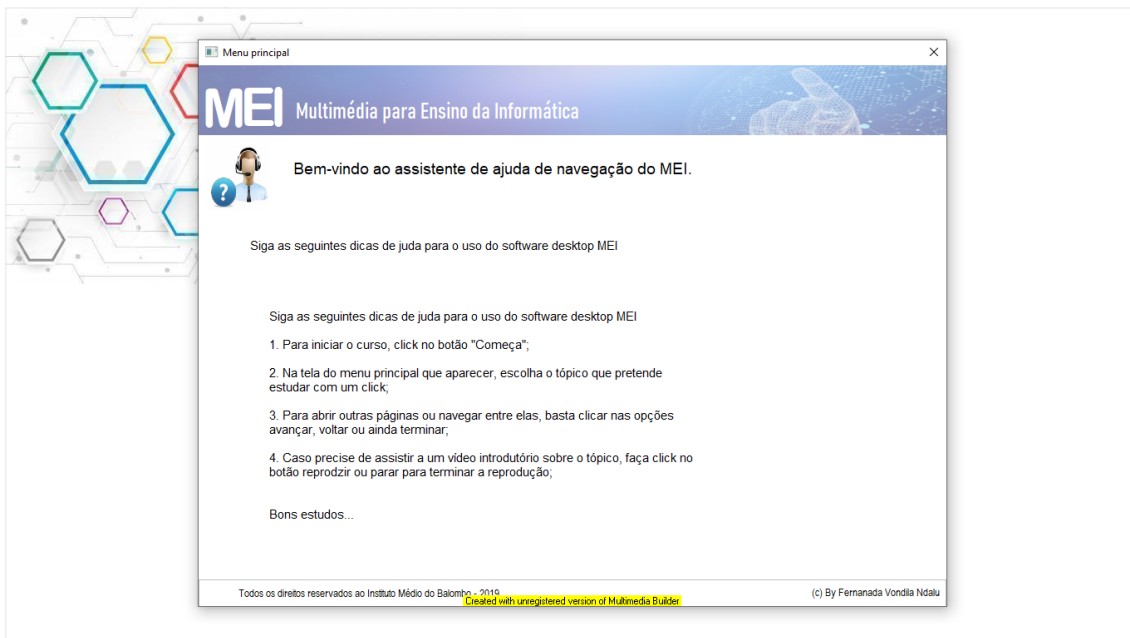 Menu principal
MEI Multimédia para Ensino da Informática
Bem-vindo ao assistente de ajuda de navegação do MEI.
?
Siga as seguintes dicas de juda para o uso do software desktop MEI
Siga as seguintes dicas de juda para o uso do software desktop MEI
1. Para iniciar o curso, click no botão "Começa";
2. Na tela do menu principal que aparecer, escolha o tópico que pretende
estudar com um click;
3. Para abrir outras páginas ou navegar entre elas, basta clicar nas opções
avançar, voltar ou ainda terminar;
4. Caso precise de assistir a um vídeo introdutório sobre o tópico, faça click no
botão reprodzir ou parar para terminar a reprodução;
Bons estudos...
Todos os direitos reservados ao Instituto Médio do Balombo - 2019
Created with unregistered version of Multimedia Builder
(c) By Fernanada Vondila Ndalu